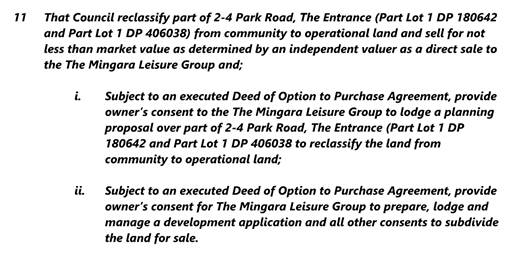 11 That Council reclassify part of 2-4 Park Road, The Entrance (Part Lot 1 DP 180642
and Part Lot 1 DP 406038) from community to operational land and sell for not
less than market value as determined by an independent valuer as a direct sale to
the The Mingara Leisure Group and;
i. Subject to an executed Deed of Option to Purchase Agreement, provide
owner's consent to the The Mingara Leisure Group to lodge a planning
proposal over part of 2-4 Park Road, The Entrance (Part Lot 1 DP
180642 and Part Lot 1 DP 406038 to reclassify the land from
community to operational land;
ii. Subject to an executed Deed of Option to Purchase Agreement, provide
owner's consent for The Mingara Leisure Group to prepare, lodge and
manage a development application and all other consents to subdivide
the land for sale.